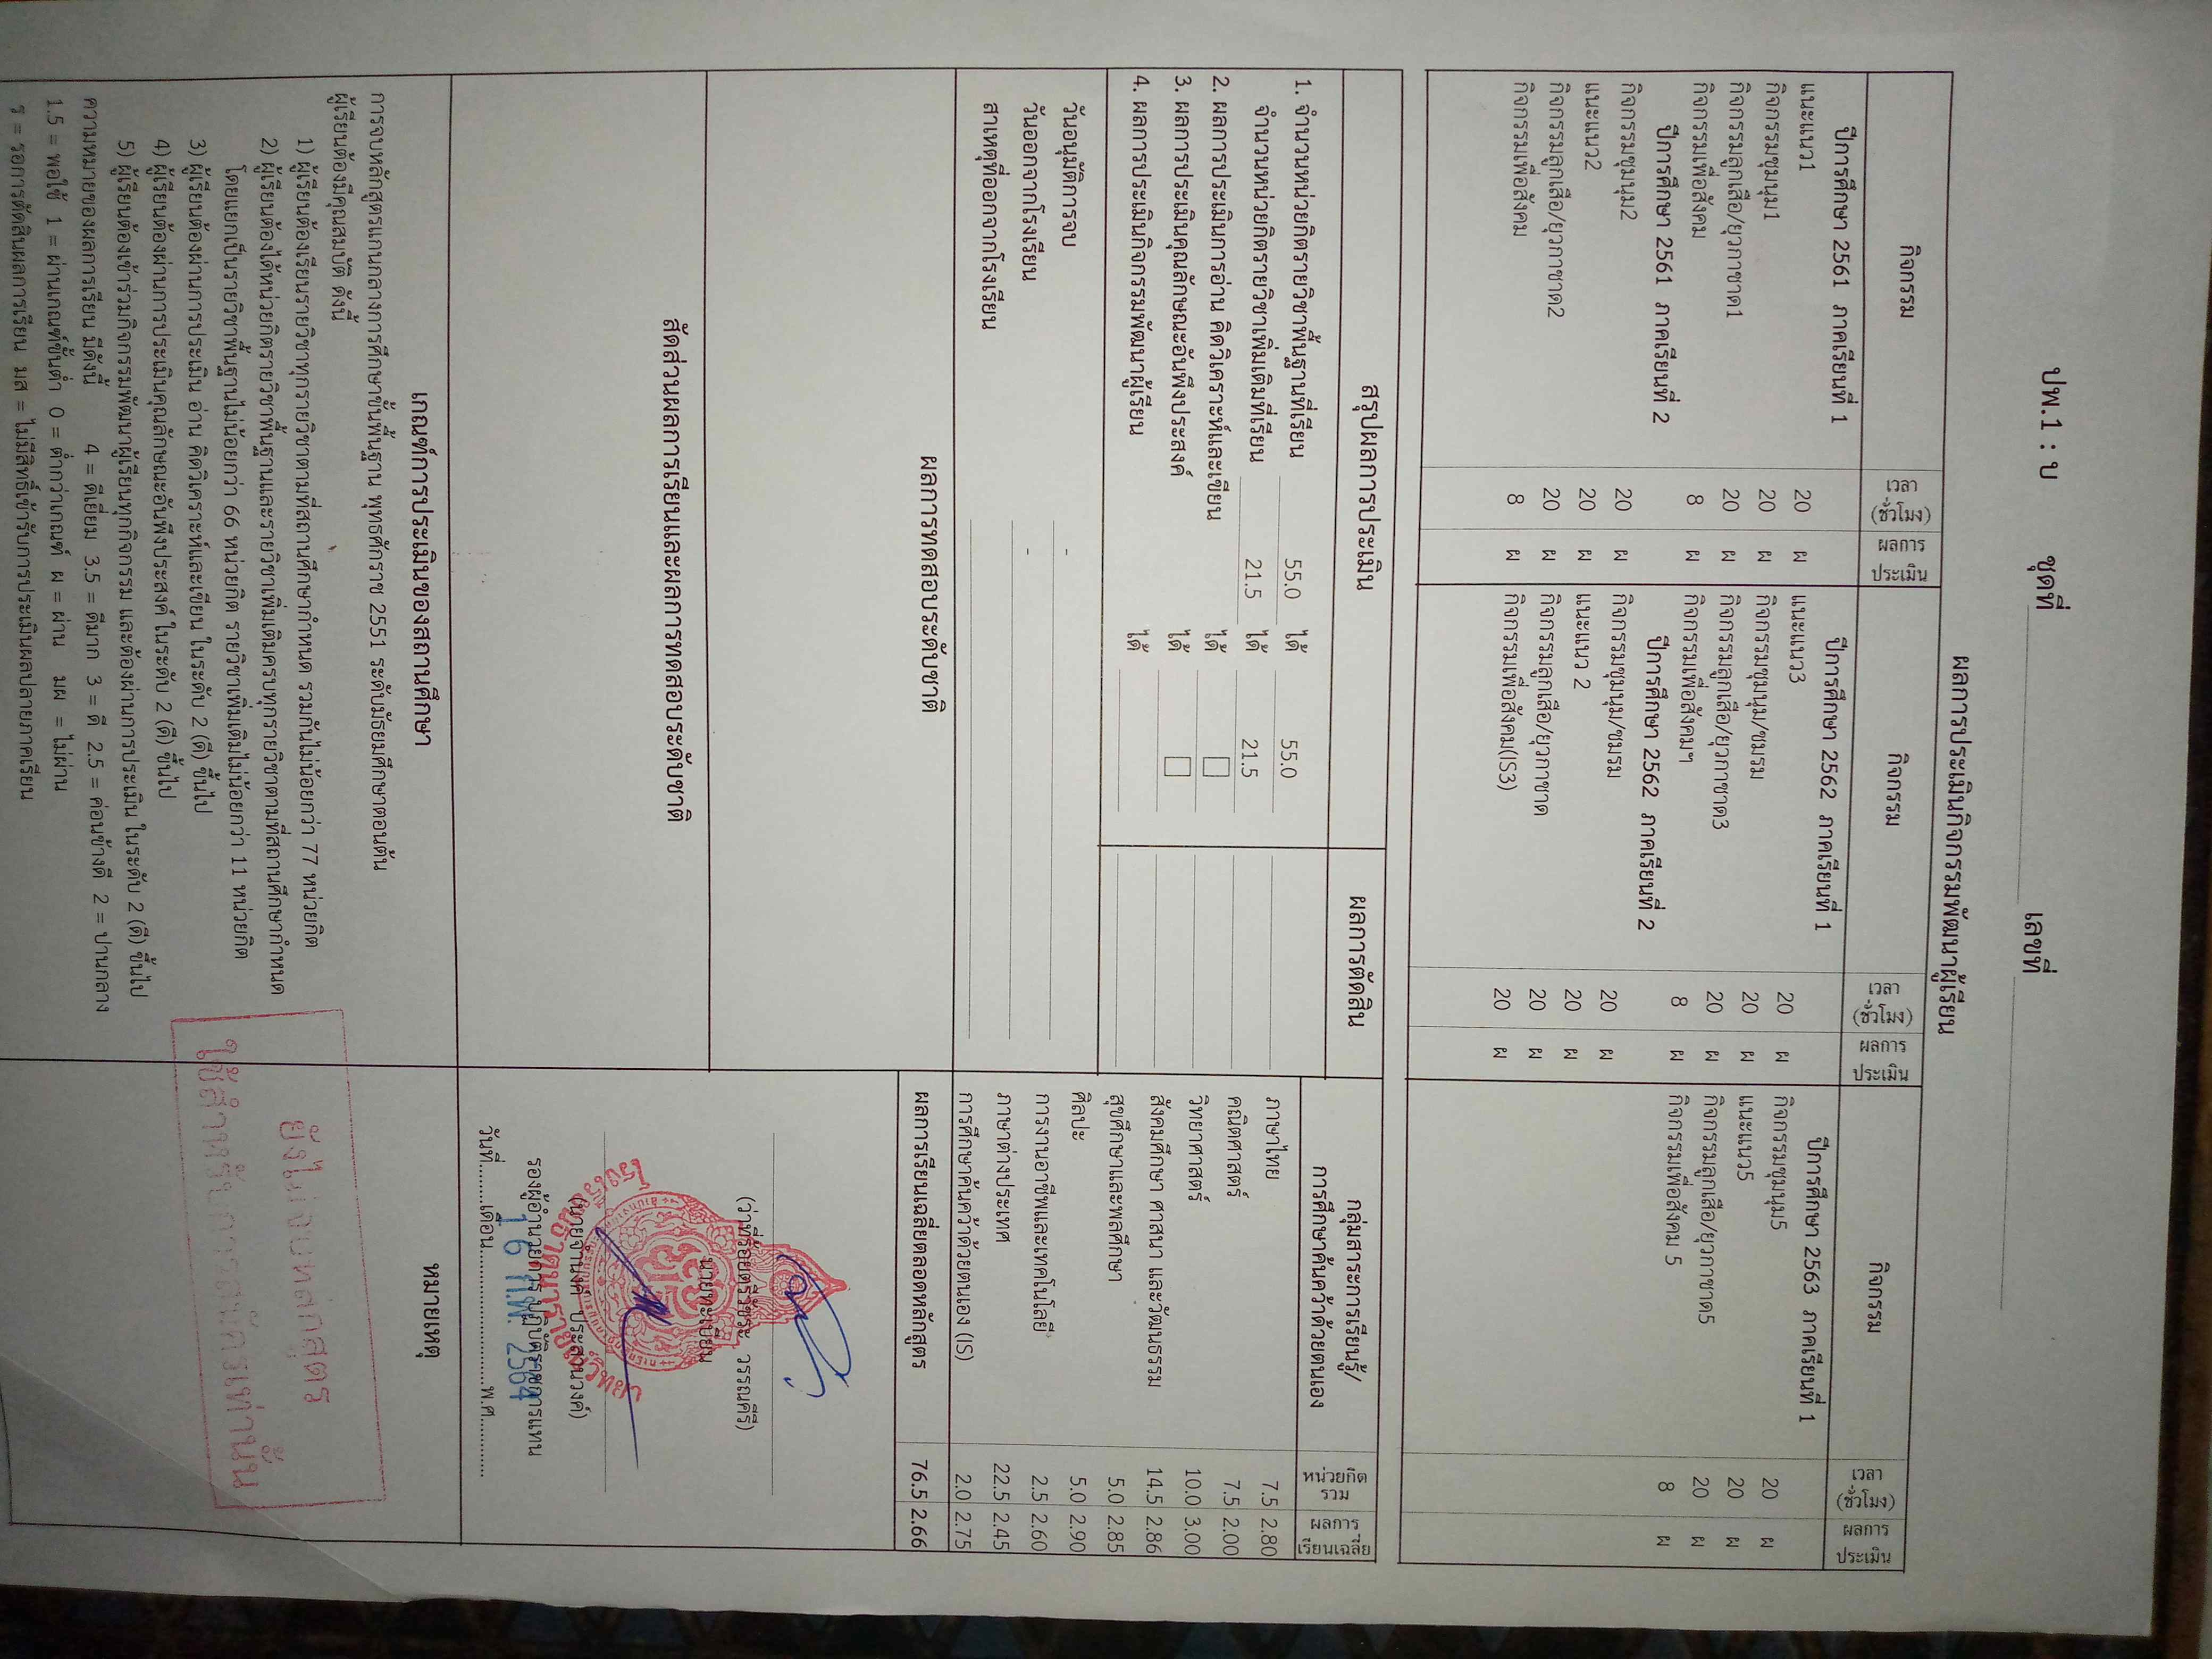 ปพ.1 : บ ชุดที่ เลขที่
ผลการประเมินกิจกรรมพัฒนาผู้เรียน
กิจกรรม เวลา (ชั่วโมง) ผลการประเมิน กิจกรรม เวลา (ชั่วโมง) ผลการประเมิน กิจกรรม เวลา (ชั่วโมง) ผลการประเมิน
ปีการศึกษา 2561 ภาคเรียนที่ 1
แนะแนว1 20 ผ
กิจกรรมชุมนุม1 20 ผ
กิจกรรมลูกเสือ/ยุวกาชาด1 20 ผ
กิจกรรมเพื่อสังคม 8 ผ
ปีการศึกษา 2561 ภาคเรียนที่ 2
กิจกรรมชุมนุม2 20 ผ
แนะแนว2 20 ผ
กิจกรรมลูกเสือ/ยุวกาชาด2 20 ผ
กิจกรรมเพื่อสังคม 8 ผ
ปีการศึกษา 2562 ภาคเรียนที่ 1
แนะแนว3 20 ผ
กิจกรรมชุมนุม/ชมรม 20 ผ
กิจกรรมลูกเสือ/ยุวกาชาด3 20 ผ
กิจกรรมเพื่อสังคมฯ 8 ผ
ปีการศึกษา 2562 ภาคเรียนที่ 2
กิจกรรมชุมนุม/ชมรม 20 ผ
แนะแนว 2 20 ผ
กิจกรรมลูกเสือ/ยุวกาชาด 20 ผ
กิจกรรมเพื่อสังคม(IS3) 20 ผ
ปีการศึกษา 2563 ภาคเรียนที่ 1
กิจกรรมชุมนุม5 20 ผ
แนะแนว5 20 ผ
กิจกรรมลูกเสือ/ยุวกาชาด5 20 ผ
กิจกรรมเพื่อสังคม 5 8 ผ
สรุปผลการประเมิน ผลการตัดสิน
1. จำนวนหน่วยกิตรายวิชาพื้นฐานที่เรียน 55.0 ได้ 55.0
จำนวนหน่วยกิตรายวิชาเพิ่มเติมที่เรียน 21.5 ได้ 21.5
2. ผลการประเมินการอ่าน คิดวิเคราะห์และเขียน ได้
3. ผลการประเมินคุณลักษณะอันพึงประสงค์ ได้
4. ผลการประเมินกิจกรรมพัฒนาผู้เรียน ได้
วันอนุมัติการจบ -
วันออกจากโรงเรียน -
สาเหตุที่ออกจากโรงเรียน
กลุ่มสาระการเรียนรู้/ การศึกษาค้นคว้าด้วยตนเอง หน่วยกิตรวม ผลการเรียนเฉลี่ย
ภาษาไทย 7.5 2.80
คณิตศาสตร์ 7.5 2.00
วิทยาศาสตร์ 10.0 3.00
สังคมศึกษา ศาสนา และวัฒนธรรม 14.5 2.86
สุขศึกษาและพลศึกษา 5.0 2.85
ศิลปะ 5.0 2.90
การงานอาชีพและเทคโนโลยี 2.5 2.60
ภาษาต่างประเทศ 22.5 2.45
การศึกษาค้นคว้าด้วยตนเอง (IS) 2.0 2.75
ผลการเรียนเฉลี่ยตลอดหลักสูตร 76.5 2.66
ผลการทดสอบระดับชาติ
สัดส่วนผลการเรียนและผลการทดสอบระดับชาติ
(ว่าที่ร้อยตรีวัชระ วรรณศิริ)
นายทะเบียน
(นายจำนงค์ ประสานวงค์)
รองผู้อำนวยการ ปฏิบัติราชการแทน
วันที่...........เดือน.....................พ.ศ...........
16 ก.พ. 2564
เกณฑ์การประเมินของสถานศึกษา
การจบหลักสูตรแกนกลางการศึกษาขั้นพื้นฐาน พุทธศักราช 2551 ระดับมัธยมศึกษาตอนต้น
ผู้เรียนต้องมีคุณสมบัติ ดังนี้
1) ผู้เรียนต้องเรียนรายวิชาทุกรายวิชาตามที่สถานศึกษากำหนด รวมกันไม่น้อยกว่า 77 หน่วยกิต
2) ผู้เรียนต้องได้หน่วยกิตรายวิชาพื้นฐานและรายวิชาเพิ่มเติมครบทุกรายวิชาตามที่สถานศึกษากำหนด
โดยแยกเป็นรายวิชาพื้นฐานไม่น้อยกว่า 66 หน่วยกิต รายวิชาเพิ่มเติมไม่น้อยกว่า 11 หน่วยกิต
3) ผู้เรียนต้องผ่านการประเมิน อ่าน คิดวิเคราะห์และเขียน ในระดับ 2 (ดี) ขึ้นไป
4) ผู้เรียนต้องผ่านการประเมินคุณลักษณะอันพึงประสงค์ ในระดับ 2 (ดี) ขึ้นไป
5) ผู้เรียนต้องเข้าร่วมกิจกรรมพัฒนาผู้เรียนทุกกิจกรรม และต้องผ่านการประเมิน ในระดับ 2 (ดี) ขึ้นไป
ความหมายของผลการเรียน มีดังนี้ 4 = ดีเยี่ยม 3.5 = ดีมาก 3 = ดี 2.5 = ค่อนข้างดี 2 = ปานกลาง
1.5 = พอใช้ 1 = ผ่านเกณฑ์ขั้นต่ำ 0 = ต่ำกว่าเกณฑ์ ผ = ผ่าน มผ = ไม่ผ่าน
ร = รอการตัดสินผลการเรียน มส = ไม่มีสิทธิ์เข้ารับการประเมินผลปลายภาคเรียน
หมายเหตุ
ยังไม่จบหลักสูตร
ใช้สำหรับการสมัครเท่านั้น